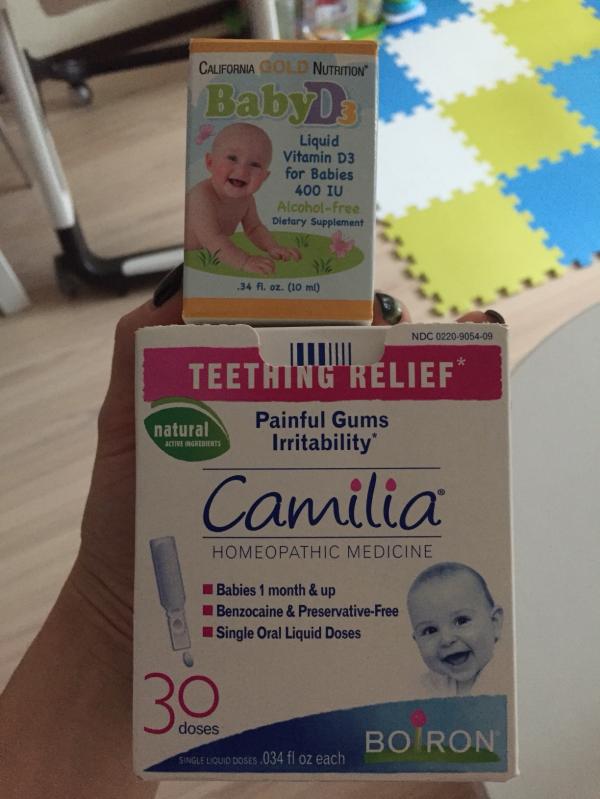 CALIFORNIA GOLD NUTRITION®
BabyD3
Liquid
Vitamin D3
for Babies
400 IU
Alcohol-free
Dietary Supplement
.34 fl. oz. (10 ml)
NDC 0220-9054-09
TEETHING RELIEF*
natural
ACTIVE INGREDIENTS
Painful Gums
Irritability*
Camilia®
HOMEOPATHIC MEDICINE
Babies 1 month & up
Benzocaine & Preservative-Free
Single Oral Liquid Doses
30
doses
SINGLE LIQUID DOSES .034 fl oz each
BOIRON